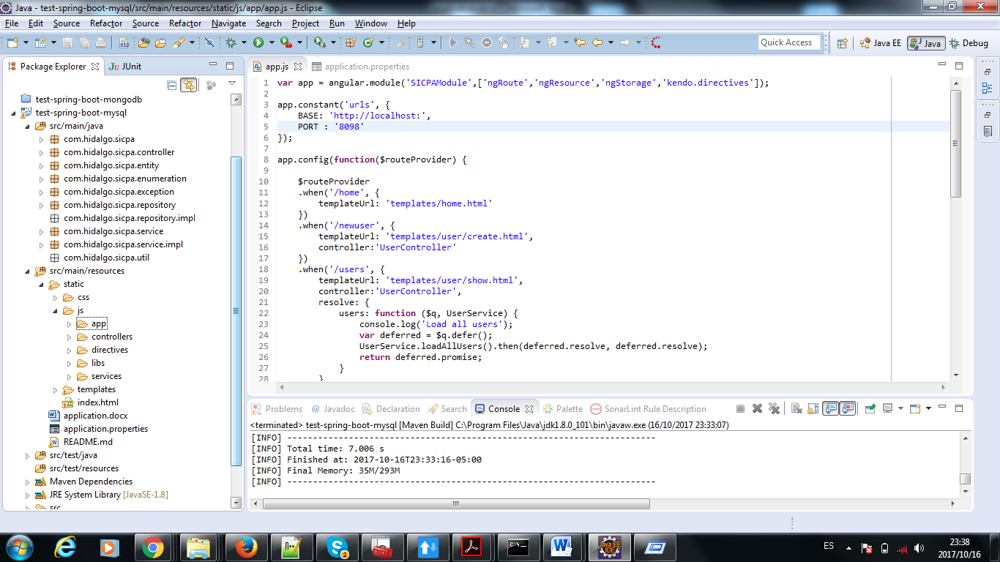 Java - test-spring-boot-mysql/src/main/resources/static/js/app/app.js - Eclipse
File Edit Source Refactor Source Refactor Navigate Search Project Run Window Help
Quick Access
Java EE
Java
Debug
Package Explorer
JUnit
test-spring-boot-mongodb
test-spring-boot-mysql
src/main/java
com.hidalgo.sicpa
com.hidalgo.sicpa.controller
com.hidalgo.sicpa.entity
com.hidalgo.sicpa.enumeration
com.hidalgo.sicpa.exception
com.hidalgo.sicpa.repository
com.hidalgo.sicpa.repository.impl
com.hidalgo.sicpa.service
com.hidalgo.sicpa.service.impl
com.hidalgo.sicpa.util
src/main/resources
static
css
js
app
controllers
directives
libs
services
templates
index.html
application.docx
application.properties
README.md
src/test/java
src/test/resources
Maven Dependencies
JRE System Library [JavaSE-1.8]
src
app.js
application.properties
1 var app = angular.module('SICPAModule',['ngRoute','ngResource','ngStorage','kendo.directives']);
2
3 app.constant('urls', {
4 BASE: 'http://localhost:',
5 PORT : '8098'
6 });
7
8 app.config(function($routeProvider) {
9
10 $routeProvider
11 .when('/home', {
12 templateUrl: 'templates/home.html'
13 })
14 .when('/newuser', {
15 templateUrl: 'templates/user/create.html',
16 controller:'UserController'
17 })
18 .when('/users', {
19 templateUrl: 'templates/user/show.html',
20 controller:'UserController',
21 resolve: {
22 users: function ($q, UserService) {
23 console.log('Load all users');
24 var deferred = $q.defer();
25 UserService.loadAllUsers().then(deferred.resolve, deferred.resolve);
26 return deferred.promise;
27 }
28 }
Problems @ Javadoc Declaration Search Console Palette SonarLint Rule Description
<terminated> test-spring-boot-mysql [Maven Build] C:\Program Files\Java\jdk1.8.0_101\bin\javaw.exe (16/10/2017 23:33:07)
[INFO] ------------------------------------------------------------------------
[INFO] Total time: 7.006 s
[INFO] Finished at: 2017-10-16T23:33:16-05:00
[INFO] Final Memory: 35M/293M
[INFO] ------------------------------------------------------------------------
ES
23:38
2017/10/16